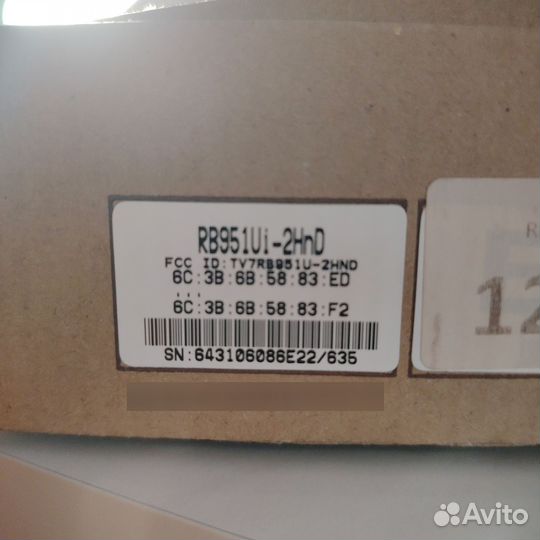 RB951Ui-2HnD
FCC ID:TV7RB951U-2HND
6C:3B:6B:58:83:ED
...
6C:3B:6B:58:83:F2
SN:643106086E22/635
R
12
Avito